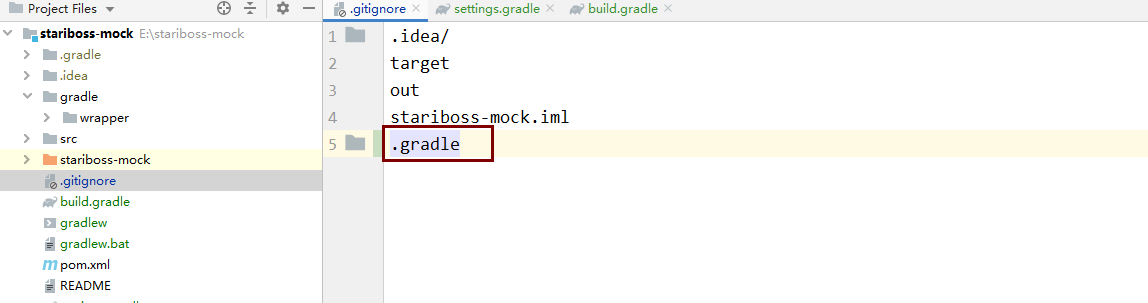 Project Files
stariboss-mock E:\stariboss-mock
.gradle
.idea
gradle
wrapper
src
stariboss-mock
.gitignore
build.gradle
gradlew
gradlew.bat
pom.xml
README
.gitignore
settings.gradle
build.gradle
1 .idea/
2 target
3 out
4 stariboss-mock.iml
5 .gradle